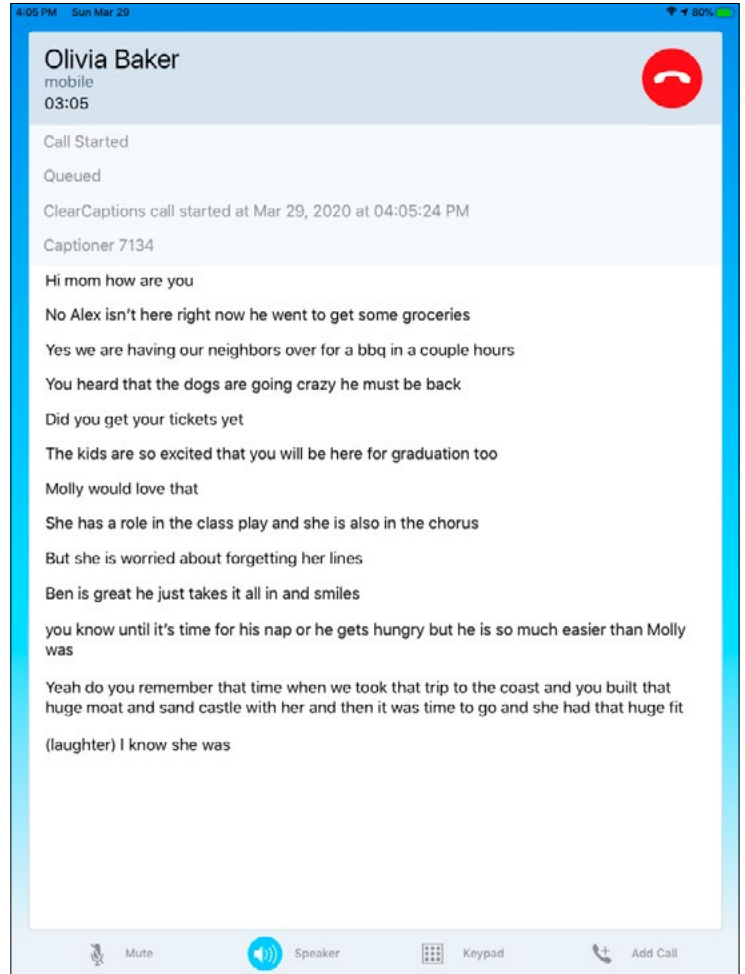 4:05 PM Sun Mar 29 80%
Olivia Baker
mobile
03:05
Call Started
Queued
ClearCaptions call started at Mar 29, 2020 at 04:05:24 PM
Captioner 7134
Hi mom how are you
No Alex isn't here right now he went to get some groceries
Yes we are having our neighbors over for a bbq in a couple hours
You heard that the dogs are going crazy he must be back
Did you get your tickets yet
The kids are so excited that you will be here for graduation too
Molly would love that
She has a role in the class play and she is also in the chorus
But she is worried about forgetting her lines
Ben is great he just takes it all in and smiles
you know until it's time for his nap or he gets hungry but he is so much easier than Molly
was
Yeah do you remember that time when we took that trip to the coast and you built that
huge moat and sand castle with her and then it was time to go and she had that huge fit
(laughter) I know she was
Mute Speaker Keypad Add Call